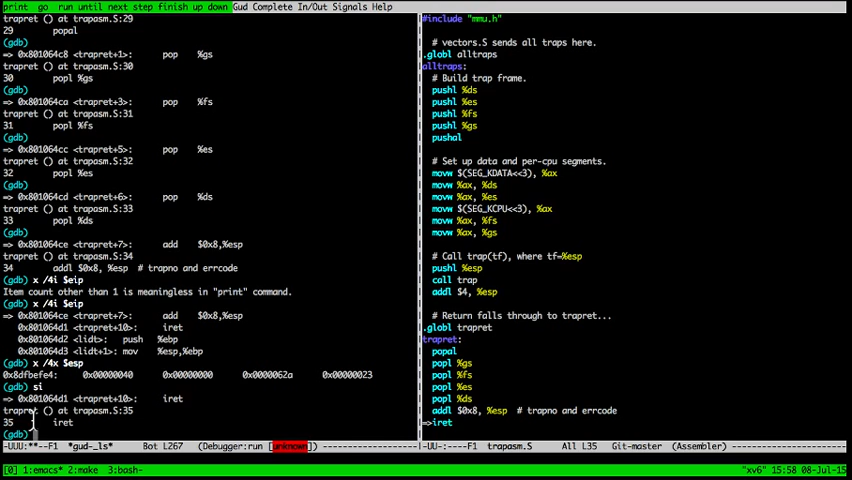 print  go  run until next step finish up down Gud Complete In/Out Signals Help
trapret () at trapasm.S:29
29        popal
(gdb)
=> 0x801064c8 <trapret+1>:      pop    %gs
trapret () at trapasm.S:30
30        popl %gs
(gdb)
=> 0x801064ca <trapret+3>:      pop    %fs
trapret () at trapasm.S:31
31        popl %fs
(gdb)
=> 0x801064cc <trapret+5>:      pop    %es
trapret () at trapasm.S:32
32        popl %es
(gdb)
=> 0x801064cd <trapret+6>:      pop    %ds
trapret () at trapasm.S:33
33        popl %ds
(gdb)
=> 0x801064ce <trapret+7>:      add    $0x8,%esp
trapret () at trapasm.S:34
34        addl $0x8, %esp  # trapno and errcode
(gdb) x /4i $eip
Item count other than 1 is meaningless in "print" command.
(gdb) x /4i $eip
=> 0x801064ce <trapret+7>:      add    $0x8,%esp
   0x801064d1 <trapret+10>:     iret
   0x801064d2 <lidt>:   push   %ebp
   0x801064d3 <lidt+1>: mov    %esp,%ebp
(gdb) x /4x $esp
0x8dfbefe4:     0x00000040      0x00000000      0x0000062a      0x00000023
(gdb) si
=> 0x801064d1 <trapret+10>:     iret
trapret () at trapasm.S:35
35        iret
(gdb)
-UUU:**--F1  *gud-_ls*      Bot L267   (Debugger:run [unknown])
#include "mmu.h"
# vectors.S sends all traps here.
.globl alltraps
alltraps:
# Build trap frame.
pushl %ds
pushl %es
pushl %fs
pushl %gs
pushal
# Set up data and per-cpu segments.
movw $(SEG_KDATA<<3), %ax
movw %ax, %ds
movw %ax, %es
movw $(SEG_KCPU<<3), %ax
movw %ax, %fs
movw %ax, %gs
# Call trap(tf), where tf=%esp
pushl %esp
call trap
addl $4, %esp
# Return falls through to trapret...
.globl trapret
trapret:
popal
popl %gs
popl %fs
popl %es
popl %ds
addl $0x8, %esp  # trapno and errcode
=>iret
-UU-:----F1  trapasm.S      All L35    Git-master  (Assembler)
[0] 1:emacs* 2:make  3:bash-
"xv6" 15:58 08-Jul-15